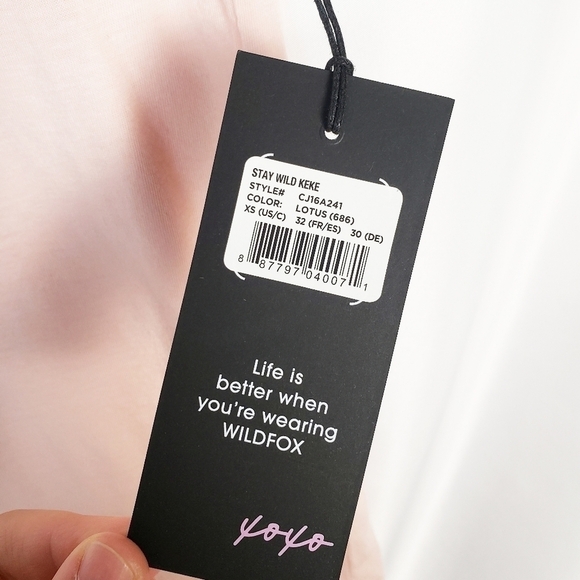 STAY WILD KEKE
STYLE# CJ16A241
COLOR: LOTUS (686)
XS (US/C) 32 (FR/ES) 30 (DE)
8 87797 04007 1
Life is
better when
you're wearing
WILDFOX
xoxo